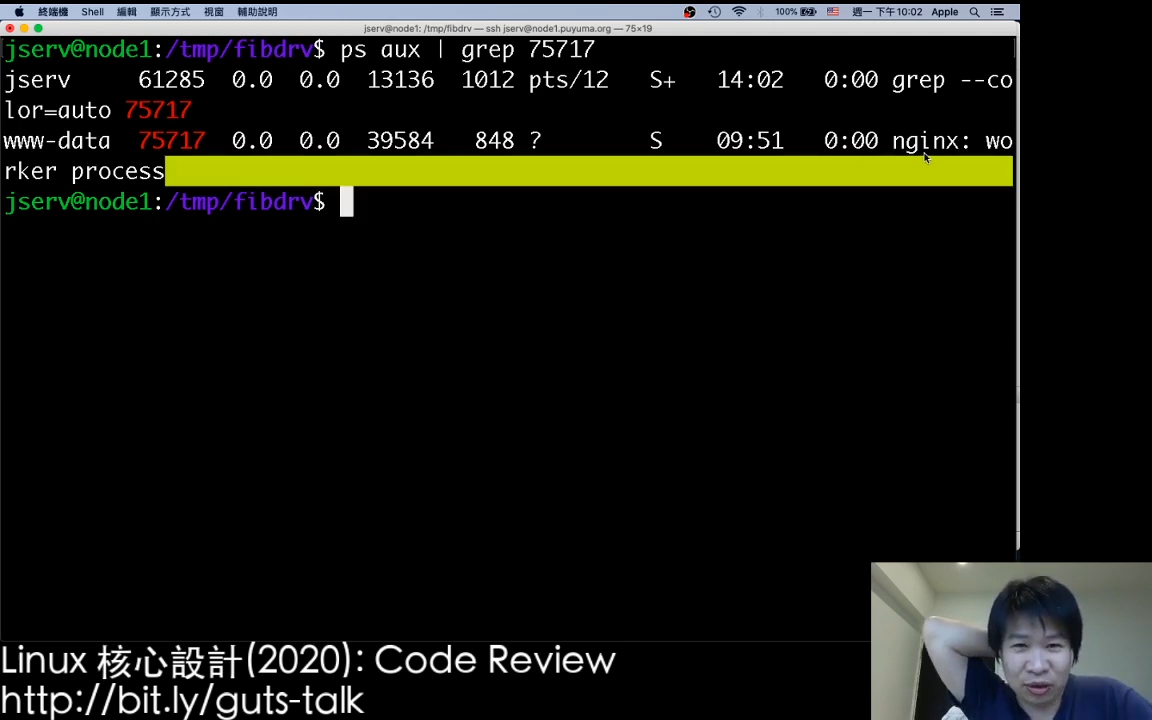 終端機 Shell 編輯 顯示方式 視窗 輔助說明 100% 週一 下午10:02 Apple
jserv@node1: /tmp/fibdrv — ssh jserv@node1.puyuma.org — 75×19
jserv@node1:/tmp/fibdrv$ ps aux | grep 75717
jserv 61285 0.0 0.0 13136 1012 pts/12 S+ 14:02 0:00 grep --co
lor=auto 75717
www-data 75717 0.0 0.0 39584 848 ? S 09:51 0:00 nginx: wo
rker process
jserv@node1:/tmp/fibdrv$
Linux 核心設計(2020): Code Review
http://bit.ly/guts-talk